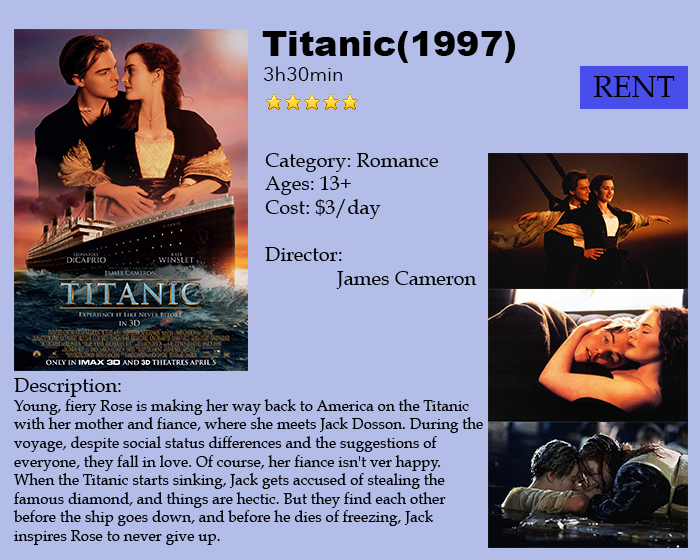 Titanic(1997)
3h30min
RENT
Category: Romance
Ages: 13+
Cost: $3/day
Director:
James Cameron
LEONARDO DiCAPRIO
KATE WINSLET
JAMES CAMERON
TITANIC
EXPERIENCE IT LIKE NEVER BEFORE
IN 3D
ONLY IN IMAX 3D AND 3D THEATRES APRIL 5
Description:
Young, fiery Rose is making her way back to America on the Titanic
with her mother and fiance, where she meets Jack Dosson. During the
voyage, despite social status differences and the suggestions of
everyone, they fall in love. Of course, her fiance isn't ver happy.
When the Titanic starts sinking, Jack gets accused of stealing the
famous diamond, and things are hectic. But they find each other
before the ship goes down, and before he dies of freezing, Jack
inspires Rose to never give up.